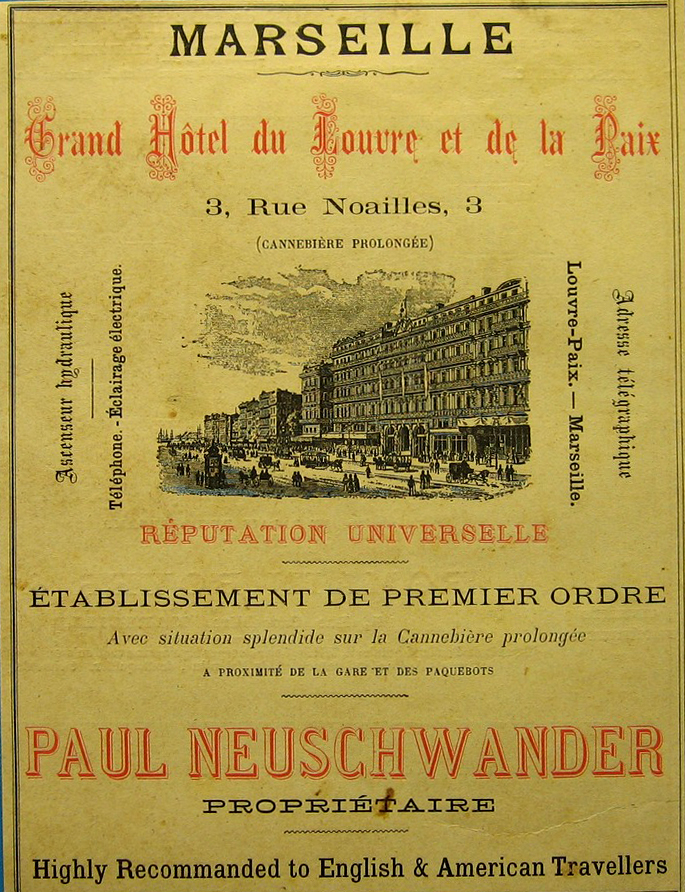 MARSEILLE
Grand Hôtel du Louvre et de la Paix
3, Rue Noailles, 3
(CANNEBIÈRE PROLONGÉE)
Ascenseur hydraulique
Téléphone. - Éclairage électrique.
Louvre-Paix. — Marseille.
Adresse télégraphique
RÉPUTATION UNIVERSELLE
ÉTABLISSEMENT DE PREMIER ORDRE
Avec situation splendide sur la Cannebière prolongée
A PROXIMITÉ DE LA GARE ET DES PAQUEBOTS
PAUL NEUSCHWANDER
PROPRIÉTAIRE
Highly Recommanded to English & American Travellers